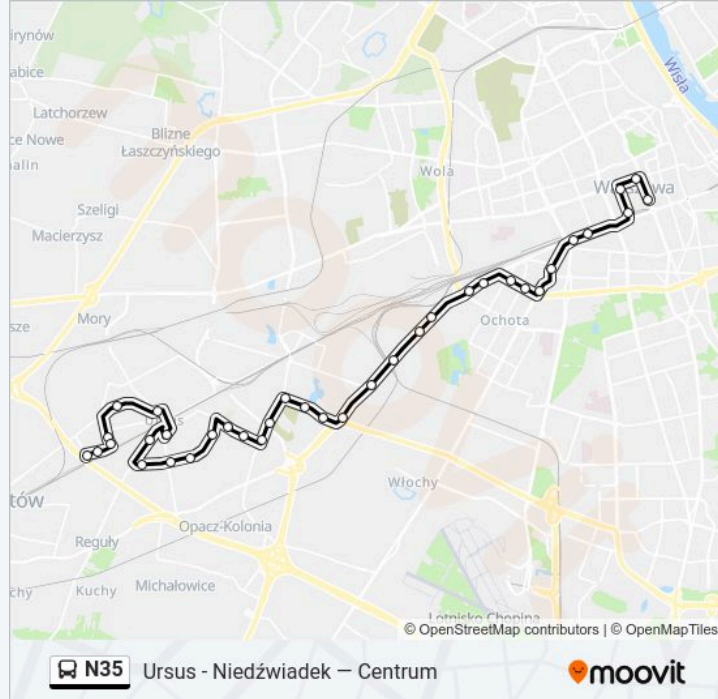 irynów
abice
Latchorzew
ce Nowe
alin
Blizne
Łaszczyńskiego
Wisła
Wola
Szeligi
Macierzysz
sze
Mory
Ochota
tów
Włochy
Opacz-Kolonia
Reguły
chy
Kuchy
Michałowice
Lotnisko Chopina
© OpenStreetMap contributors | © OpenMapTiles
N35
Ursus - Niedźwiadek — Centrum
moovit